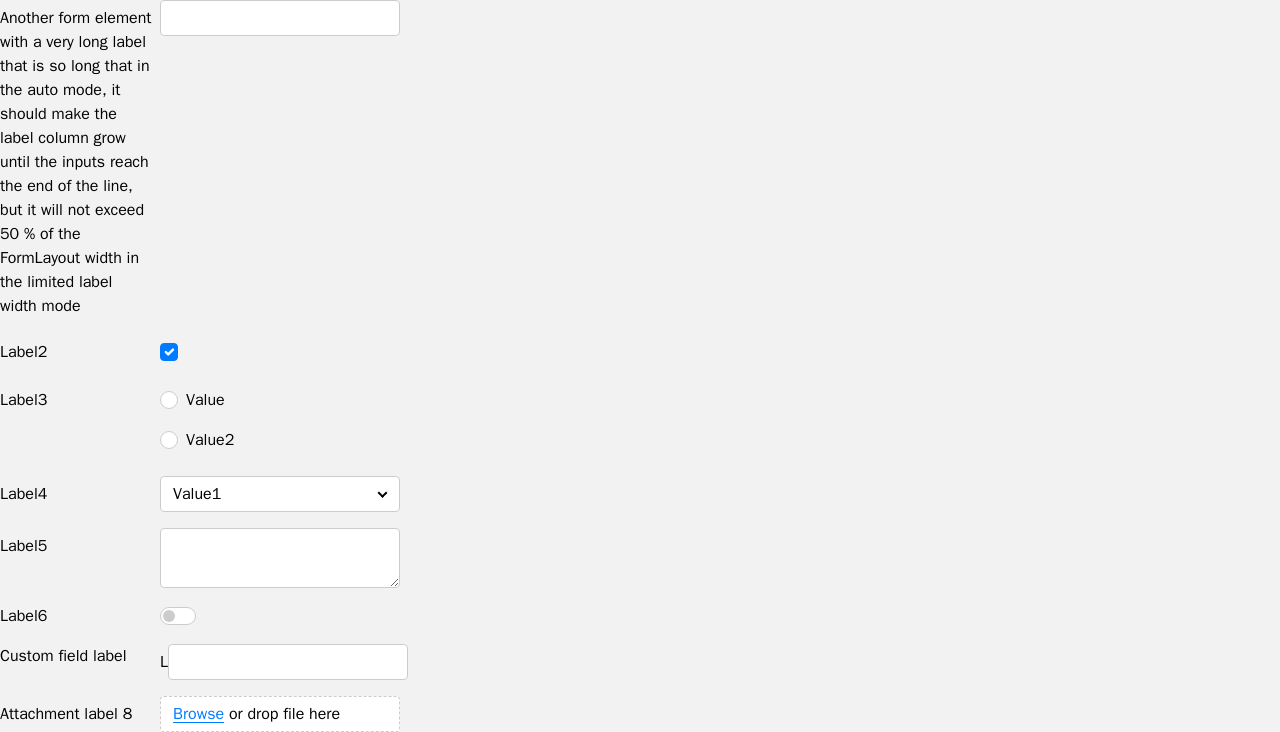 Another form element
with a very long label
that is so long that in
the auto mode, it
should make the
label column grow
until the inputs reach
the end of the line,
but it will not exceed
50 % of the
FormLayout width in
the limited label
width mode
Label2
Label3
Value
Value2
Label4
Value1
Label5
Label6
Custom field label
L
Attachment label 8
Browse or drop file here